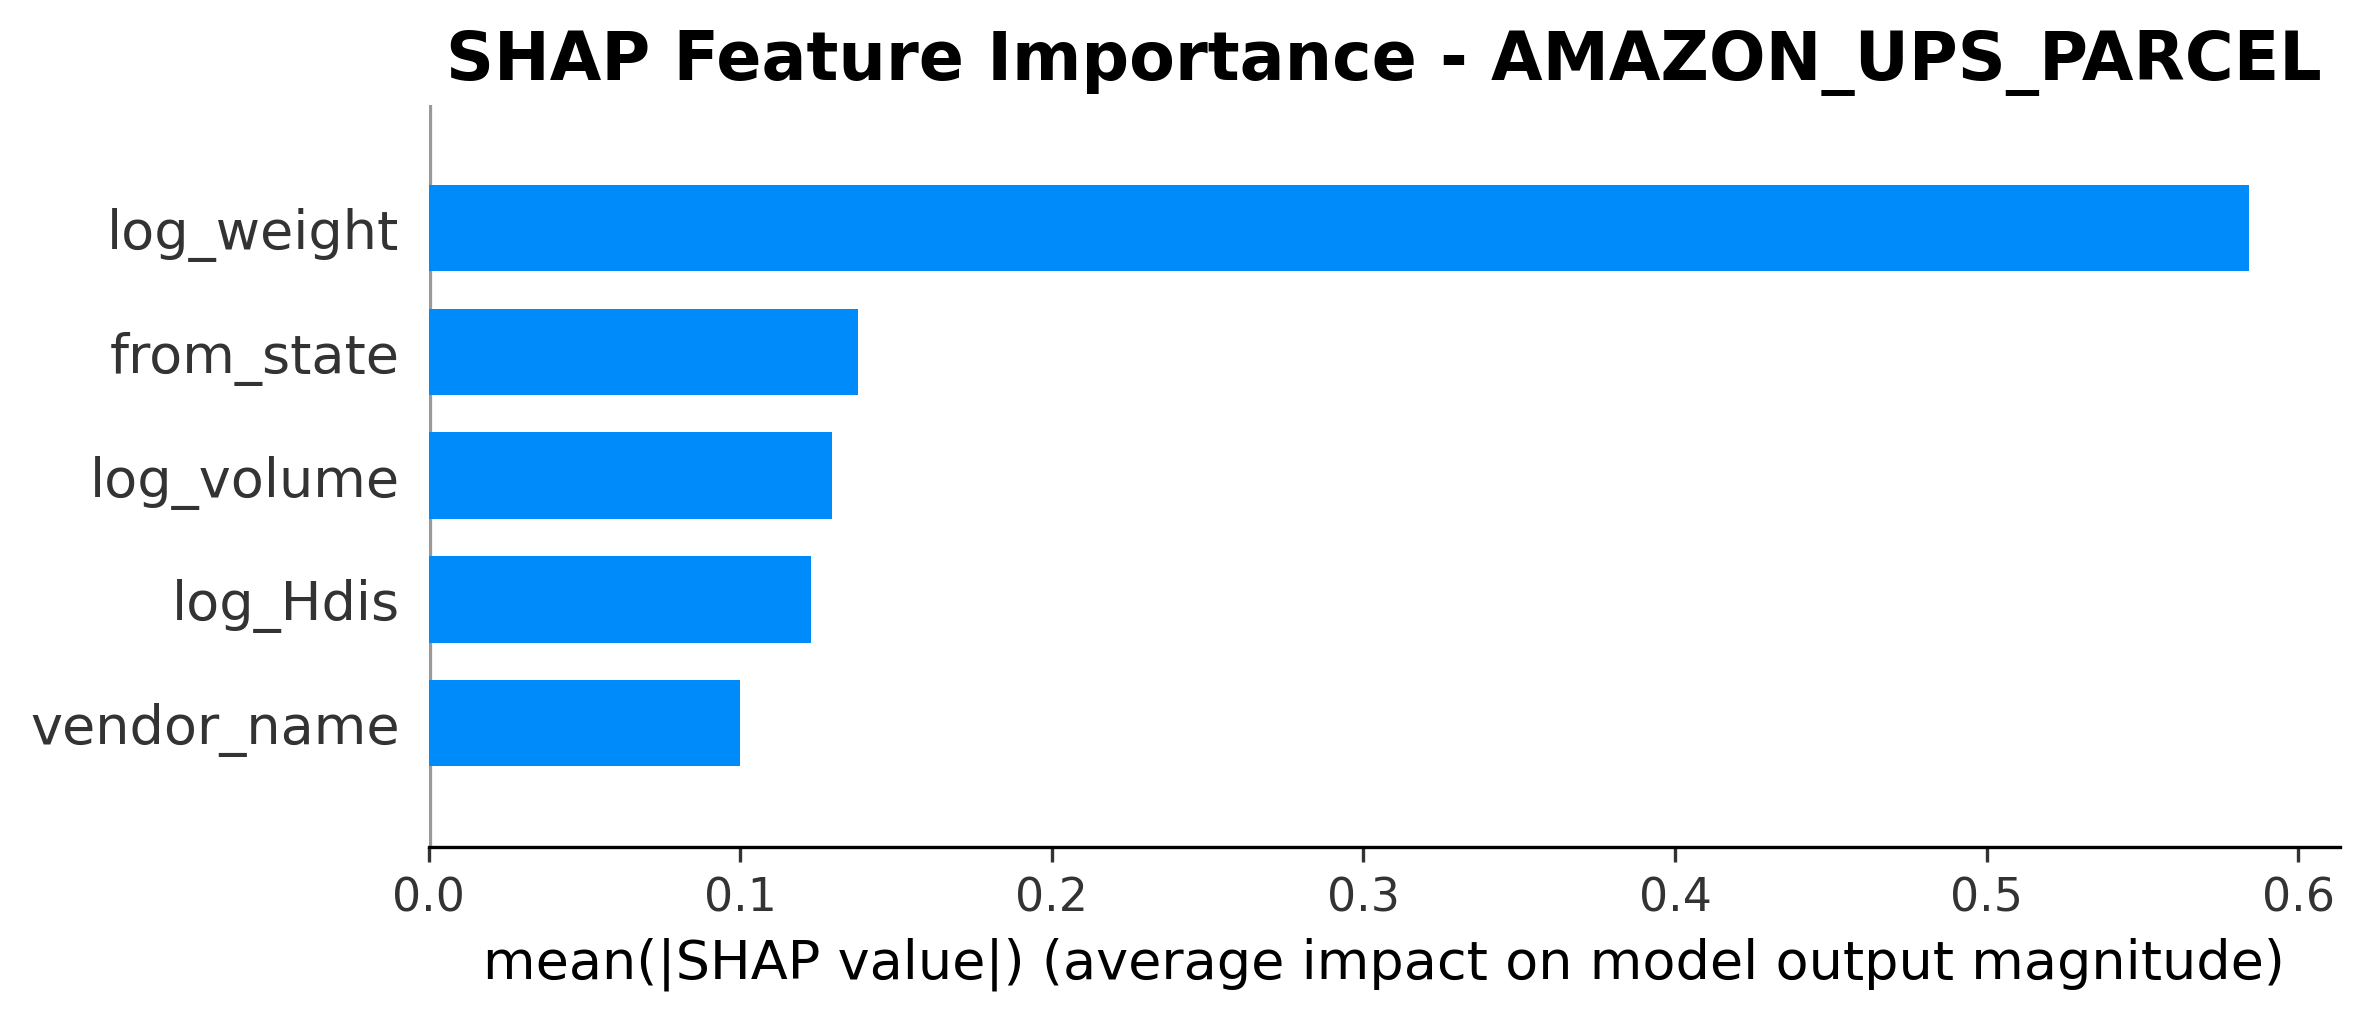 SHAP Feature Importance - AMAZON_UPS_PARCEL
log_weight
from_state
log_volume
log_Hdis
vendor_name
0.0 0.1 0.2 0.3 0.4 0.5 0.6
mean(|SHAP value|) (average impact on model output magnitude)